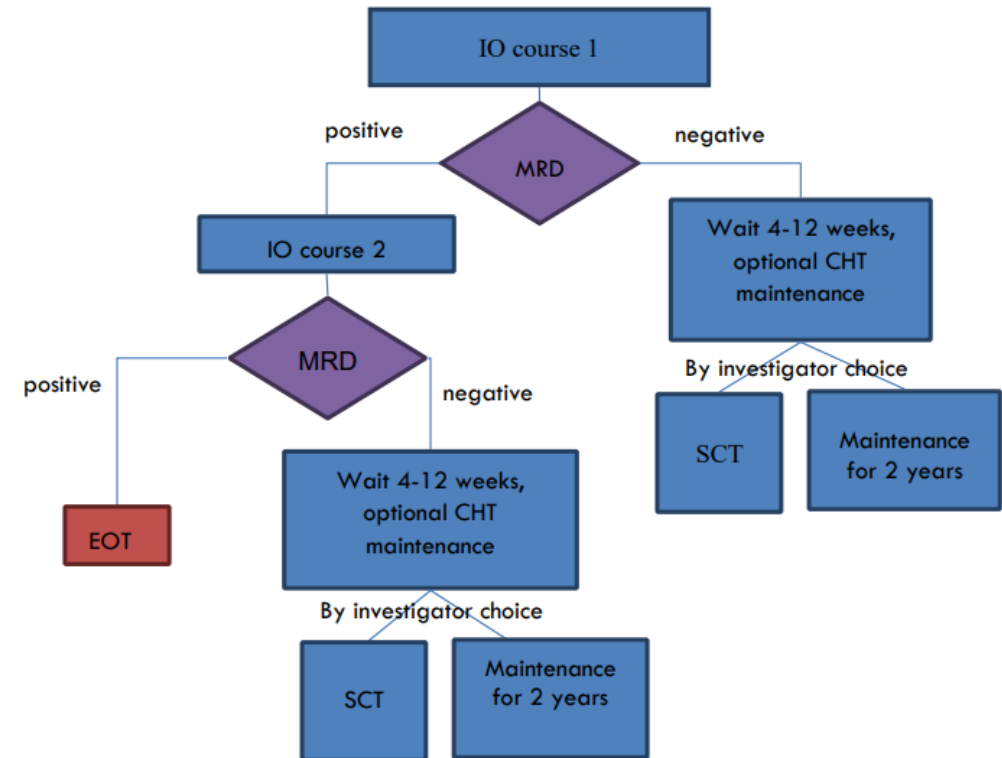 IO course 1
positive
negative
MRD
IO course 2
Wait 4-12 weeks,
optional CHT
maintenance
MRD
positive
negative
By investigator choice
SCT
Maintenance
for 2 years
Wait 4-12 weeks,
optional CHT
maintenance
EOT
By investigator choice
SCT
Maintenance
for 2 years